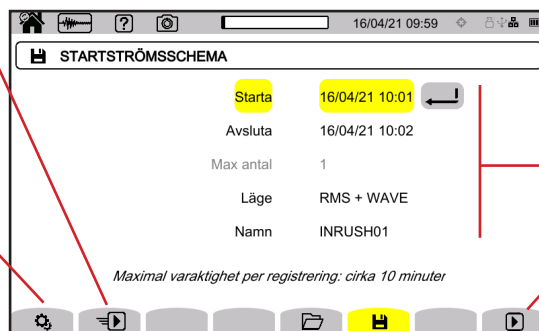 16/04/21 09:59
STARTSTRÖMSSCHEMA
Starta 16/04/21 10:01
Avsluta 16/04/21 10:02
Max antal 1
Läge RMS + WAVE
Namn INRUSH01
Maximal varaktighet per registrering: cirka 10 minuter